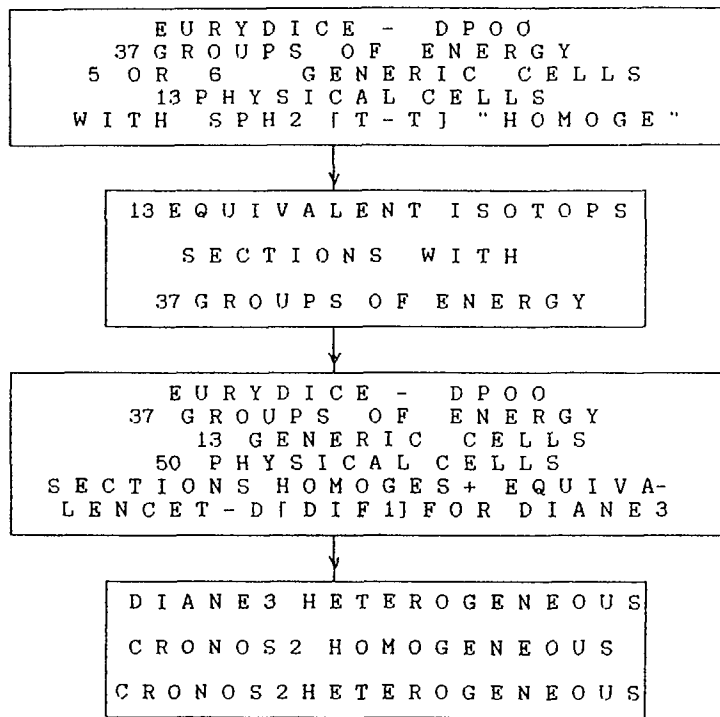 EURYDICE - DPOO
37 GROUPS OF ENERGY
5 OR 6 GENERIC CELLS
13 PHYSICAL CELLS
WITH SPH2 [T-T] "HOMOGE"
13 EQUIVALENT ISOTOPS
SECTIONS WITH
37 GROUPS OF ENERGY
EURYDICE - DPOO
37 GROUPS OF ENERGY
13 GENERIC CELLS
50 PHYSICAL CELLS
SECTIONS HOMOGES+ EQUIVA-
LENCET-D[DIF1]FOR DIANE3
DIANE3 HETEROGENEOUS
CRONOS2 HOMOGENEOUS
CRONOS2HETEROGENEOUS